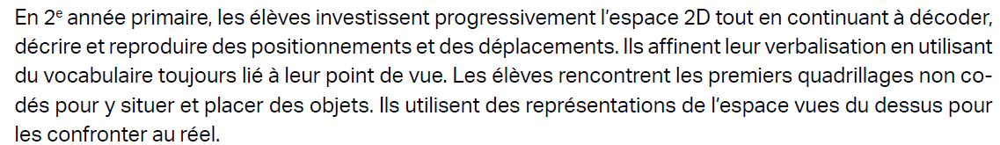 En 2e année primaire, les élèves investissent progressivement l’espace 2D tout en continuant à décoder,
décrire et reproduire des positionnements et des déplacements. Ils affinent leur verbalisation en utilisant
du vocabulaire toujours lié à leur point de vue. Les élèves rencontrent les premiers quadrillages non co-
dés pour y situer et placer des objets. Ils utilisent des représentations de l’espace vues du dessus pour
les confronter au réel.